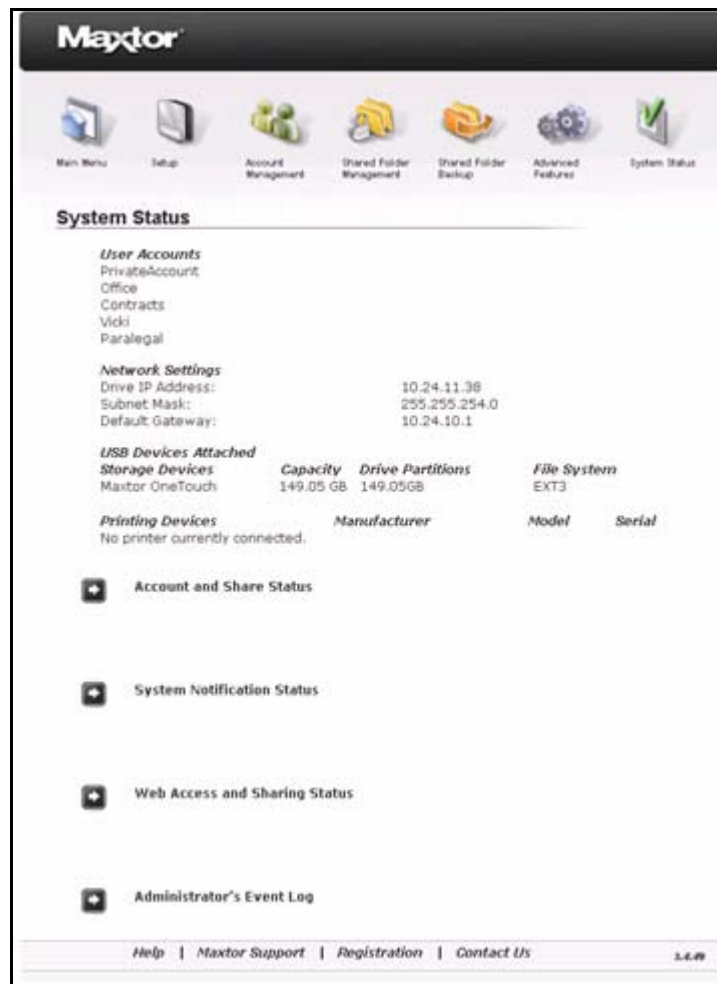 Maxtor
Main Menu
Setup
Account Management
Shared Folder Management
Shared Folder Backup
Advanced Features
System Status
System Status
User Accounts
PrivateAccount
Office
Contracts
Vicki
Paralegal
Network Settings
Drive IP Address: 10.24.11.38
Subnet Mask: 255.255.254.0
Default Gateway: 10.24.10.1
USB Devices Attached
Storage Devices Capacity Drive Partitions File System
Maxtor OneTouch 149.05 GB 149.05GB EXT3
Printing Devices Manufacturer Model Serial
No printer currently connected.
Account and Share Status
System Notification Status
Web Access and Sharing Status
Administrator's Event Log
Help | Maxtor Support | Registration | Contact Us